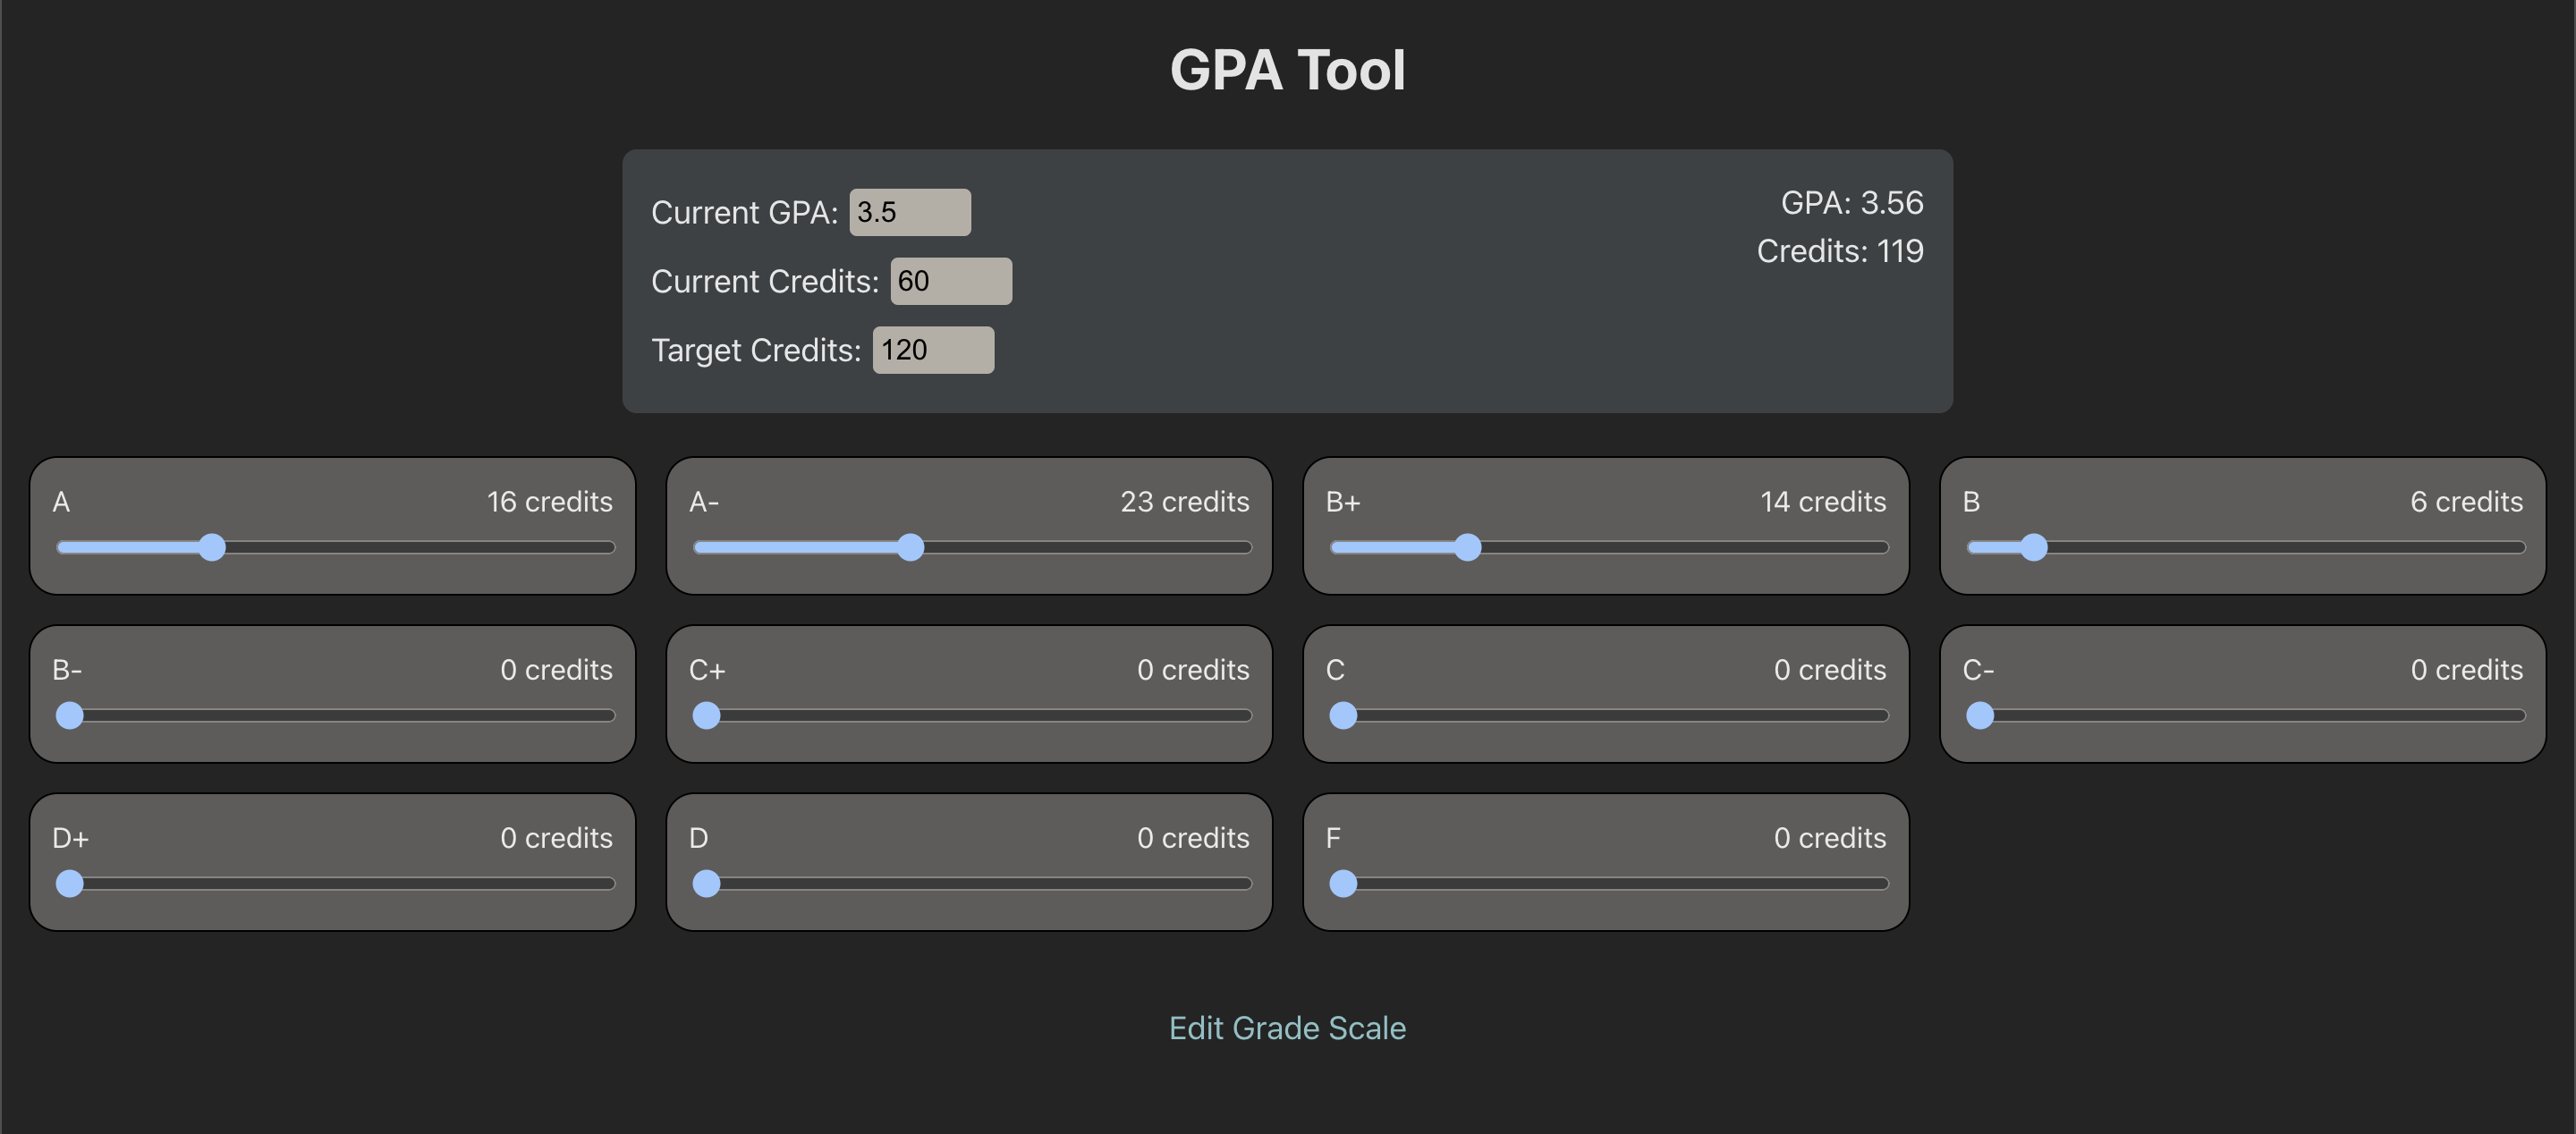 GPA Tool
Current GPA: 3.5
GPA: 3.56
Current Credits: 60
Credits: 119
Target Credits: 120
A 16 credits
A- 23 credits
B+ 14 credits
B 6 credits
B- 0 credits
C+ 0 credits
C 0 credits
C- 0 credits
D+ 0 credits
D 0 credits
F 0 credits
Edit Grade Scale